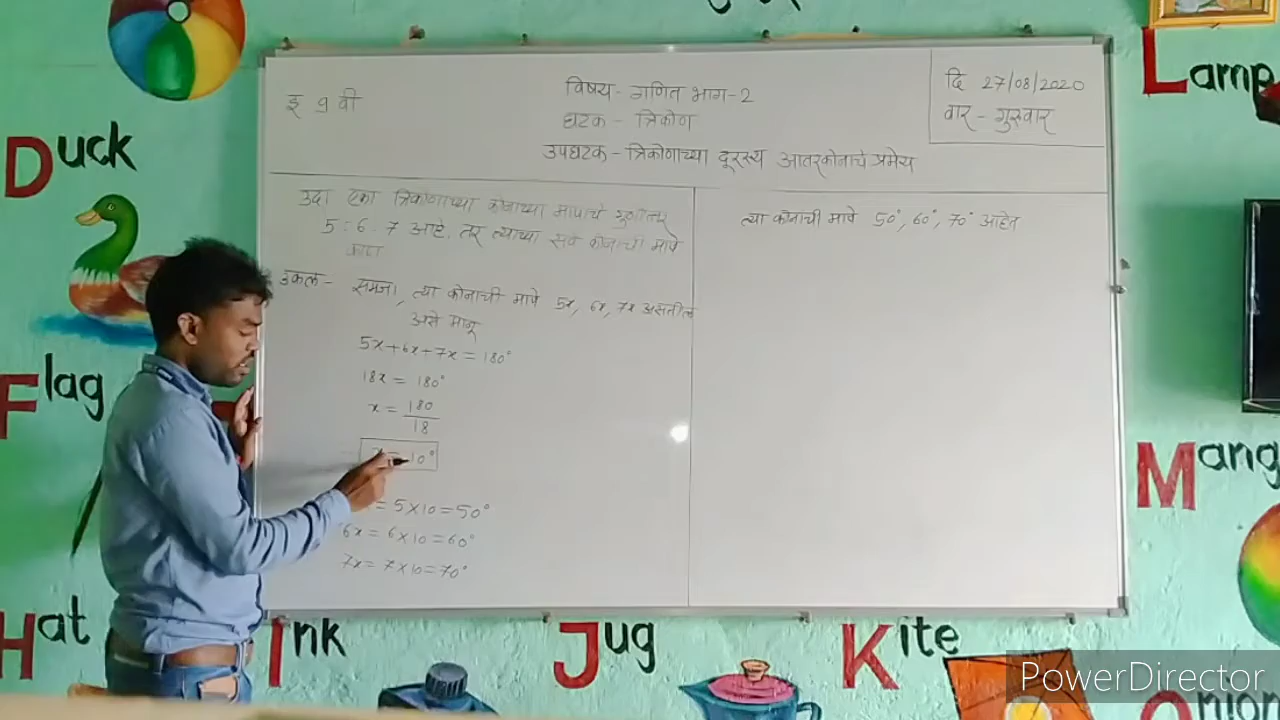 Lamp
Duck
Flag
Mang
Hat
Ink
Jug
Kite
Onion
इ 9 वी
विषय - गणित भाग-2
घटक - त्रिकोण
उपघटक - त्रिकोणाच्या दूरस्थ आंतरकोनाचे प्रमेय
दि 27/08/2020
वार - गुरुवार
उदा एका त्रिकोणाच्या कोनाच्या मापाचे गुणोत्तर
5 : 6 : 7 आहे. तर त्याच्या सर्व कोनाची मापे
काढा
उकल - समजा, त्या कोनाची मापे 5x, 6x, 7x असतील
असे मानू
5x+6x+7x = 180°
18x = 180°
x = 180
18
= 10°
= 5×10 = 50°
6x = 6×10 = 60°
7x = 7×10 = 70°
त्या कोनाची मापे 50°, 60°, 70° आहेत
PowerDirector